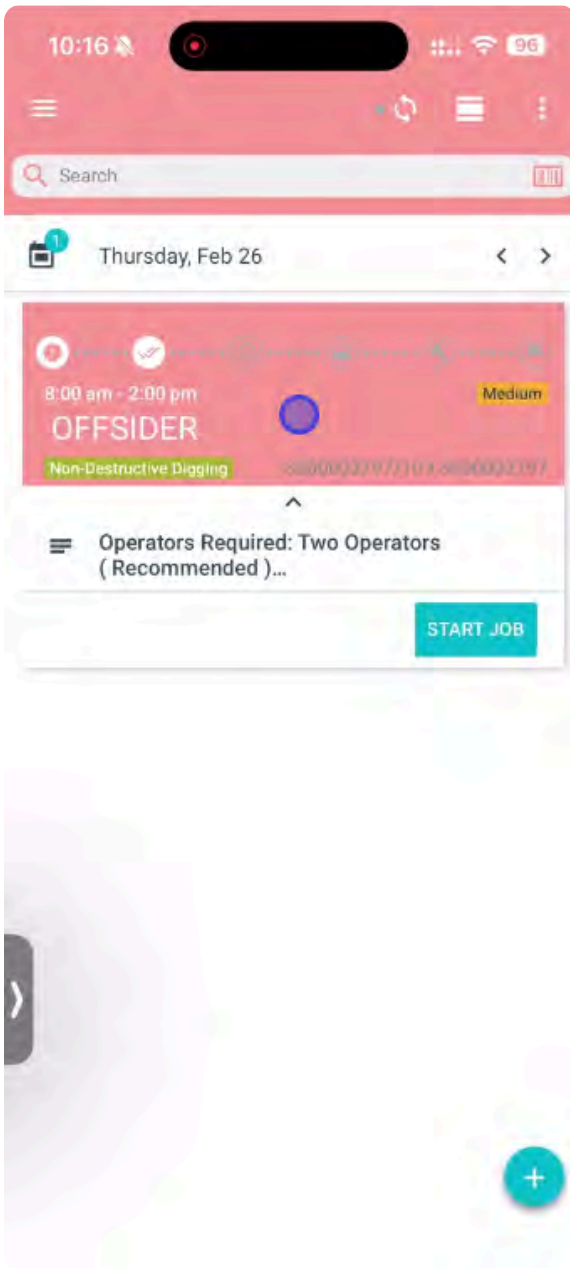 10:16
96
Search
1
Thursday, Feb 26
8:00 am - 2:00 pm
Medium
OFFSIDER
Non-Destructive Digging
Operators Required: Two Operators
( Recommended )...
START JOB